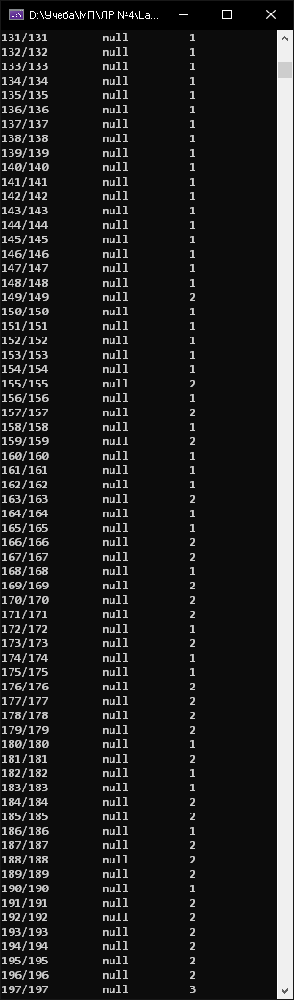 D:\Учеба\МП\ЛР №4\La...
131/131 null 1
132/132 null 1
133/133 null 1
134/134 null 1
135/135 null 1
136/136 null 1
137/137 null 1
138/138 null 1
139/139 null 1
140/140 null 1
141/141 null 1
142/142 null 1
143/143 null 1
144/144 null 1
145/145 null 1
146/146 null 1
147/147 null 1
148/148 null 1
149/149 null 2
150/150 null 1
151/151 null 1
152/152 null 1
153/153 null 1
154/154 null 1
155/155 null 2
156/156 null 1
157/157 null 2
158/158 null 1
159/159 null 2
160/160 null 1
161/161 null 1
162/162 null 1
163/163 null 2
164/164 null 1
165/165 null 1
166/166 null 2
167/167 null 2
168/168 null 1
169/169 null 2
170/170 null 2
171/171 null 2
172/172 null 1
173/173 null 2
174/174 null 1
175/175 null 1
176/176 null 2
177/177 null 2
178/178 null 2
179/179 null 2
180/180 null 1
181/181 null 2
182/182 null 1
183/183 null 1
184/184 null 2
185/185 null 2
186/186 null 1
187/187 null 2
188/188 null 2
189/189 null 2
190/190 null 1
191/191 null 2
192/192 null 2
193/193 null 2
194/194 null 2
195/195 null 2
196/196 null 2
197/197 null 3